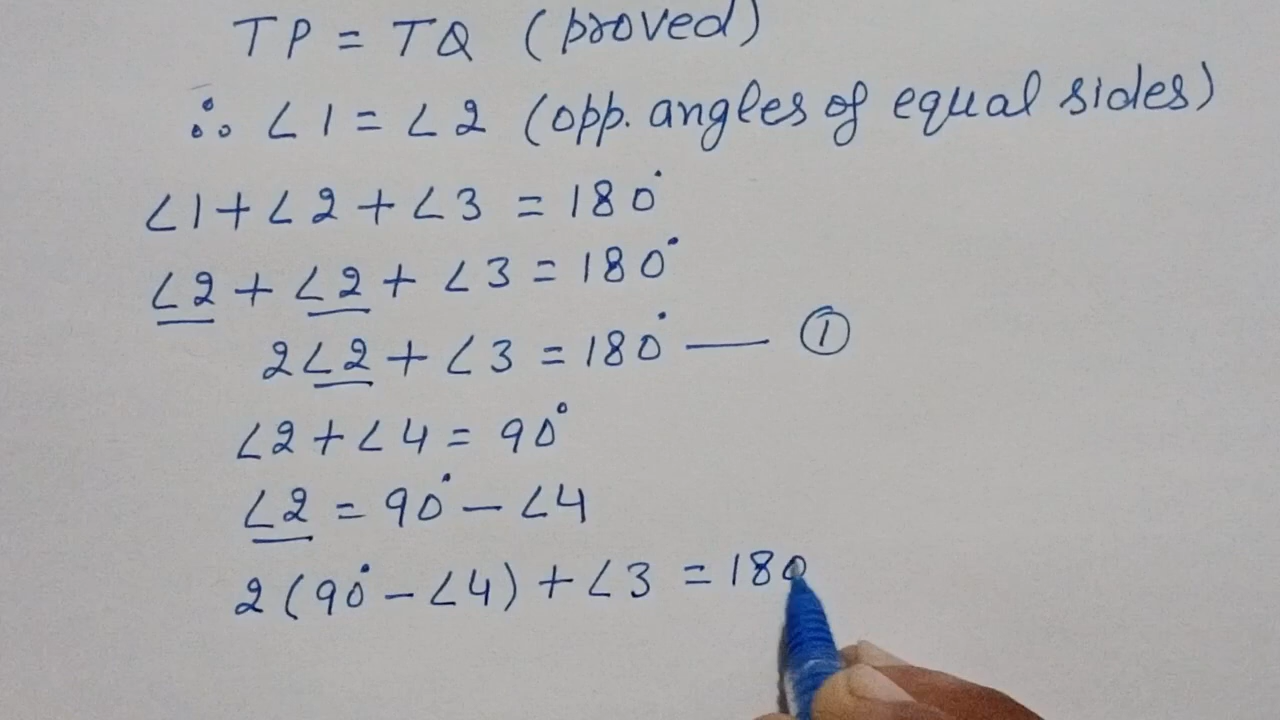 TP = TQ (proved)
∴ ∠1 = ∠2 (opp. angles of equal sides)
∠1 + ∠2 + ∠3 = 180°
∠2 + ∠2 + ∠3 = 180°
2∠2 + ∠3 = 180° — ①
∠2 + ∠4 = 90°
∠2 = 90° - ∠4
2(90° - ∠4) + ∠3 = 180